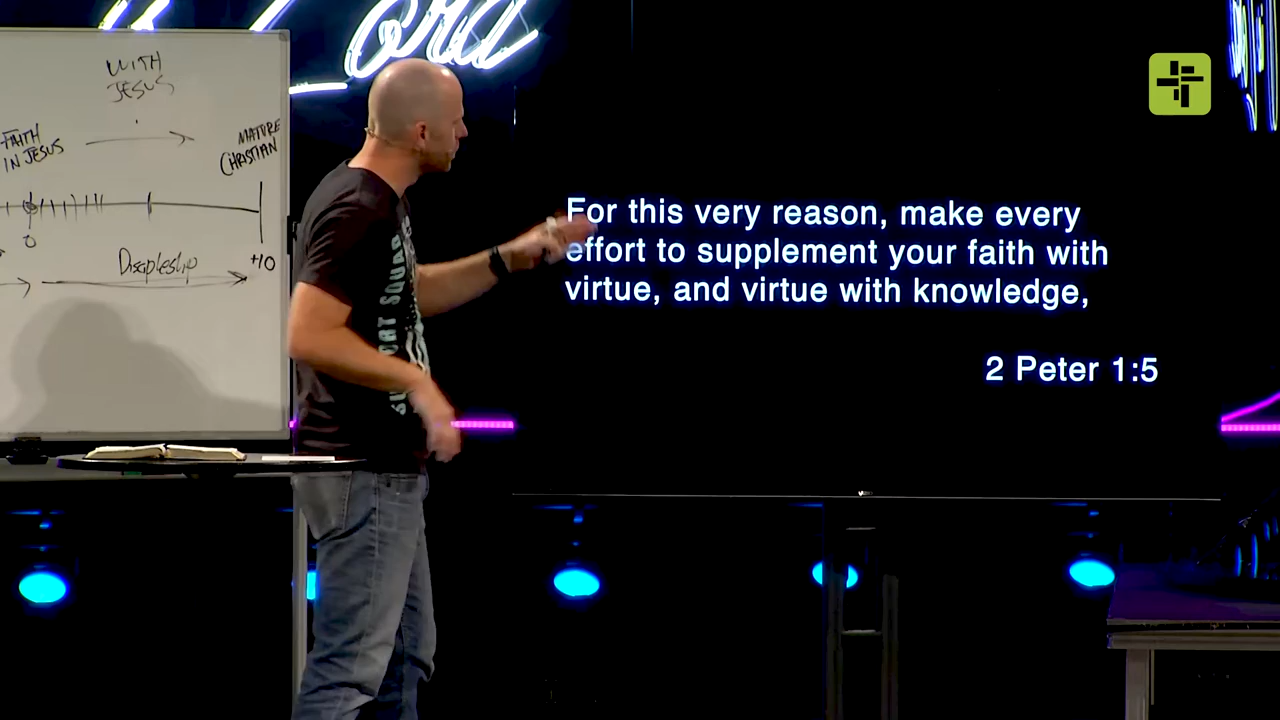 Lord
WITH
JESUS
FAITH
IN JESUS
MATURE
CHRISTIAN
0
+10
Discipleship
For this very reason, make every
effort to supplement your faith with
virtue, and virtue with knowledge,
2 Peter 1:5